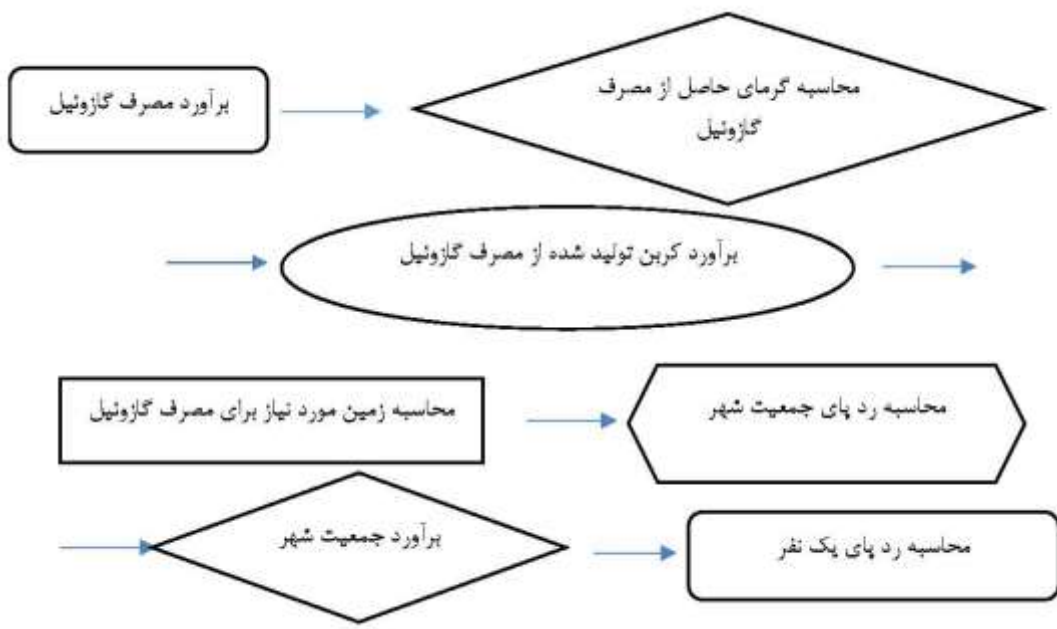 برآورد مصرف گازوئیل
محاسبه گرمای حاصل از مصرف
گازوئیل
برآورد کربن تولید شده از مصرف گازوئیل
محاسبه زمین مورد نیاز برای مصرف گازوئیل
محاسبه رد پای جمعیت شهر
برآورد جمعیت شهر
محاسبه رد پای یک نفر